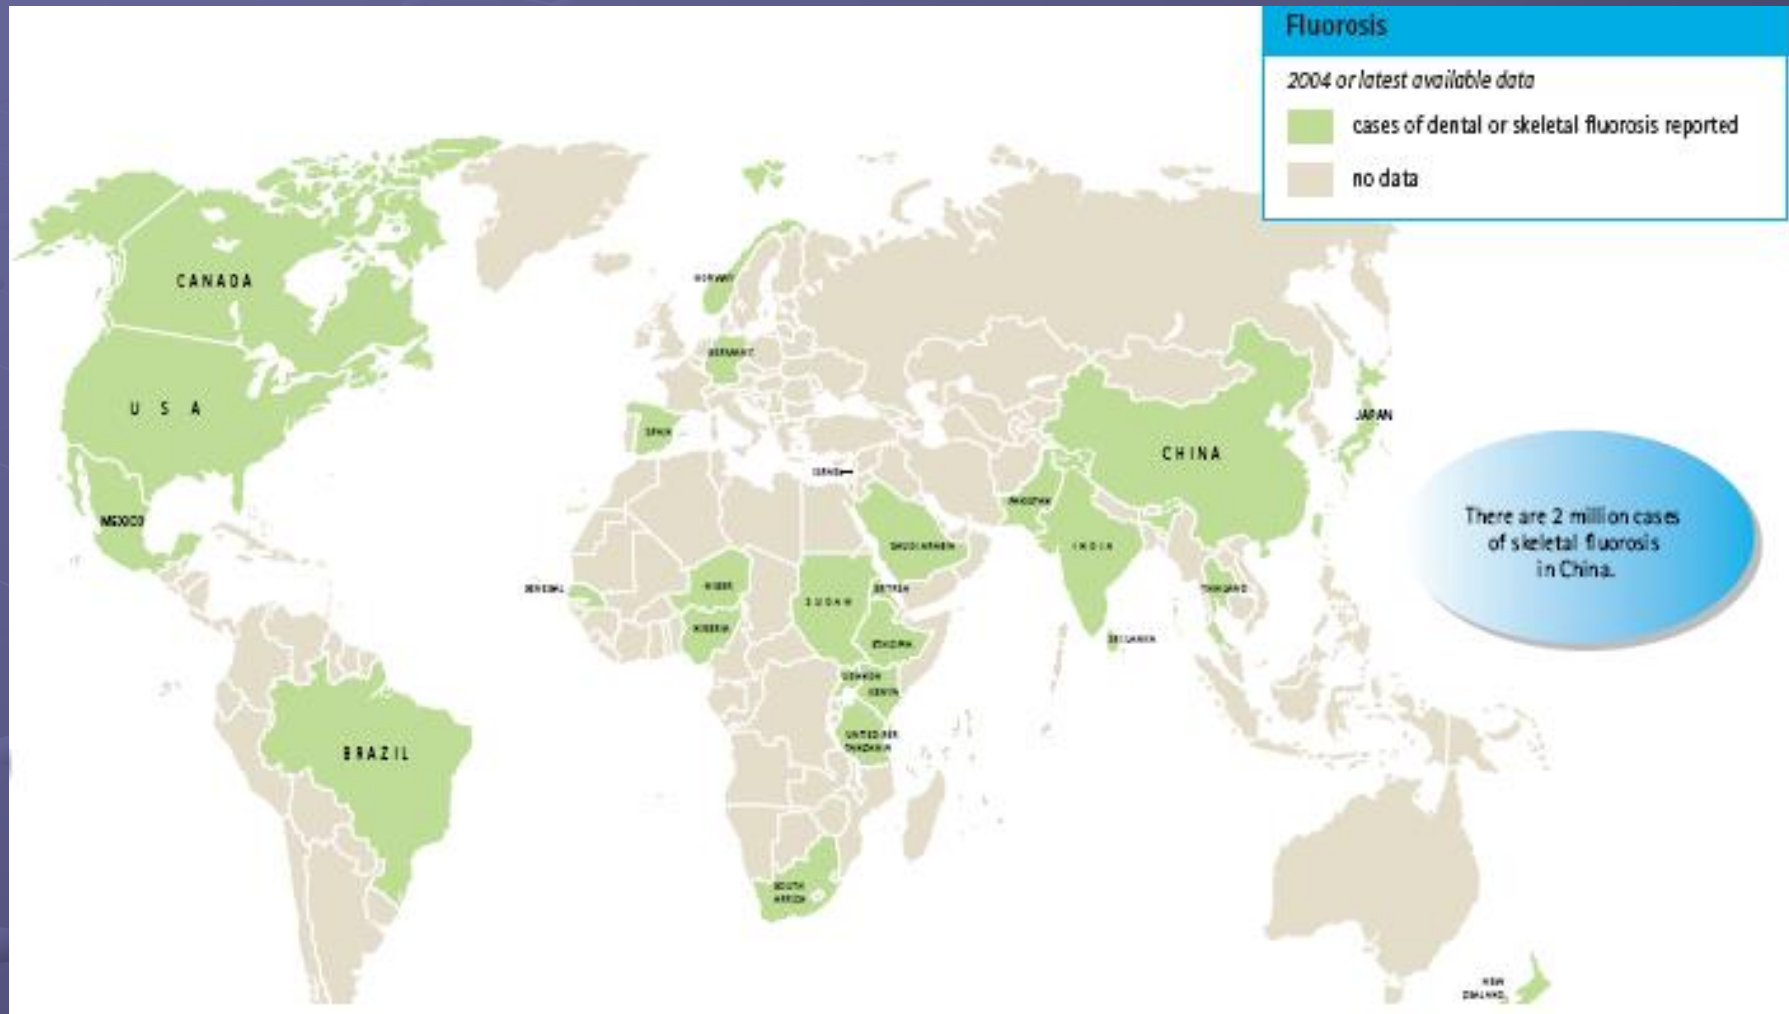 Fluorosis
2004 or latest available data
cases of dental or skeletal fluorosis reported
no data
CANADA
NORWAY
GERMANY
U S A
JAPAN
SPAIN
CHINA
ISRAEL
PAKISTAN
MEXICO
There are 2 million cases
of skeletal fluorosis
in China.
SAUDI ARABIA
INDIA
SENEGAL
NIGER
SUDAN
ERITREA
THAILAND
NIGERIA
ETHIOPIA
SRI LANKA
UGANDA
KENYA
UNITED REP.
TANZANIA
BRAZIL
SOUTH
AFRICA
NEW
ZEALAND